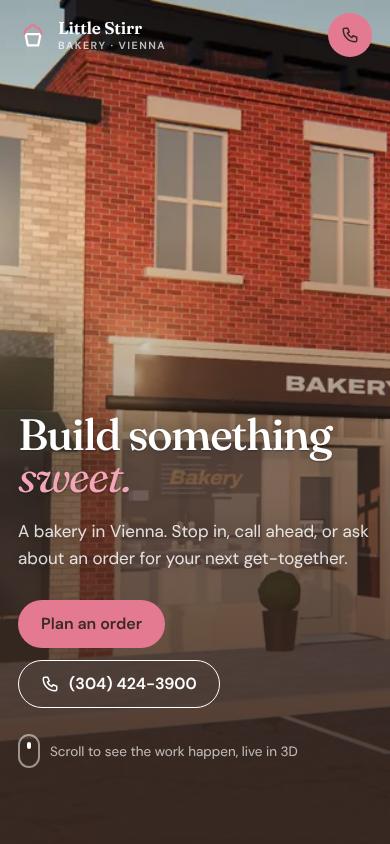 Little Stirr
BAKERY · VIENNA
BAKERY
Build something
sweet.
Bakery
A bakery in Vienna. Stop in, call ahead, or ask
about an order for your next get-together.
Plan an order
(304) 424-3900
Scroll to see the work happen, live in 3D